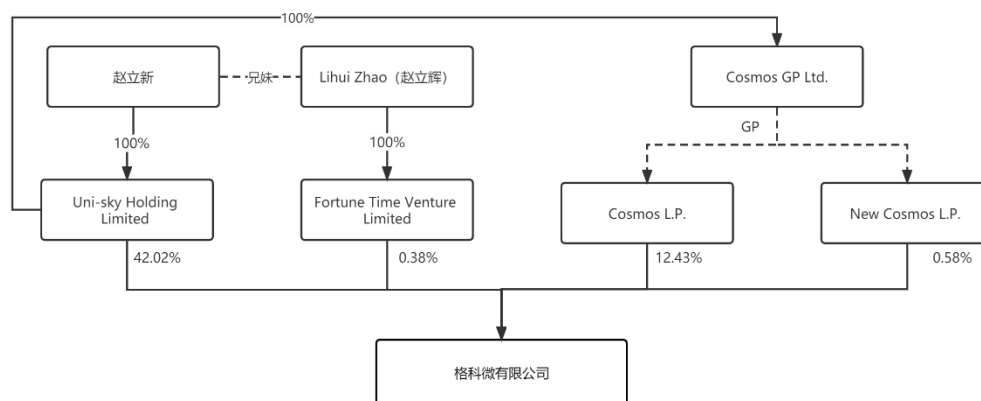 100%
赵立新
兄妹
Lihui Zhao（赵立辉）
Cosmos GP Ltd.
GP
100%
100%
Uni-sky Holding
Limited
Fortune Time Venture
Limited
Cosmos L.P.
New Cosmos L.P.
42.02%
0.38%
12.43%
0.58%
格科微有限公司